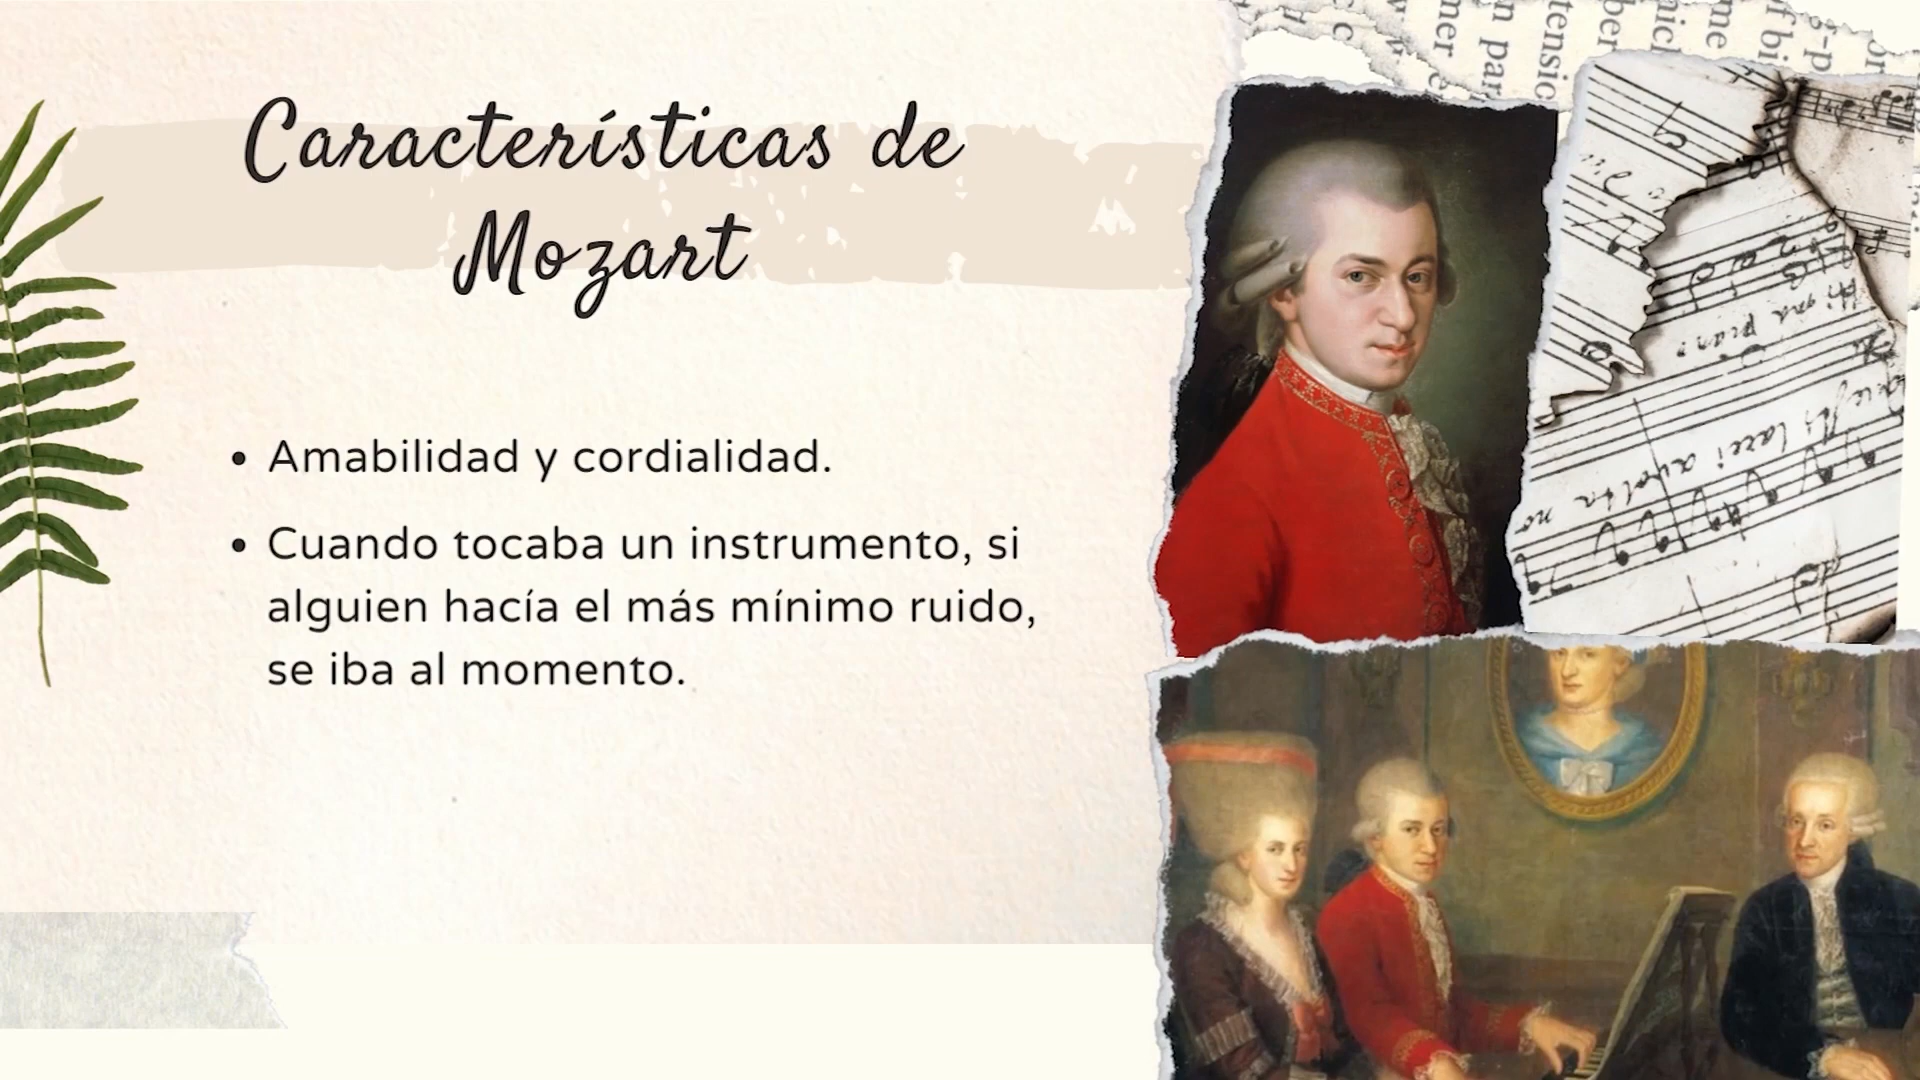 Características de
Mozart
Amabilidad y cordialidad.
Cuando tocaba un instrumento, si
alguien hacía el más mínimo ruido,
se iba al momento.